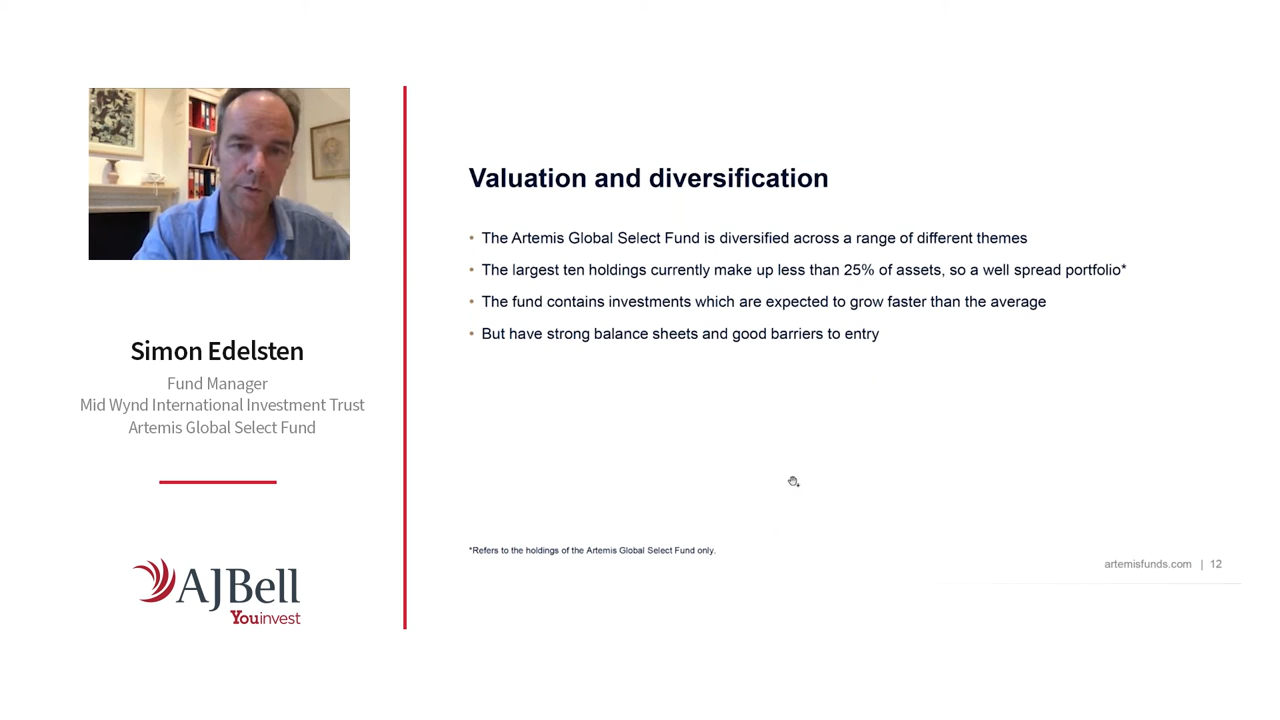 Valuation and diversification
• The Artemis Global Select Fund is diversified across a range of different themes
• The largest ten holdings currently make up less than 25% of assets, so a well spread portfolio*
• The fund contains investments which are expected to grow faster than the average
• But have strong balance sheets and good barriers to entry
Simon Edelsten
Fund Manager
Mid Wynd International Investment Trust
Artemis Global Select Fund
*Refers to the holdings of the Artemis Global Select Fund only.
artemisfunds.com | 12
AJBell
Youinvest